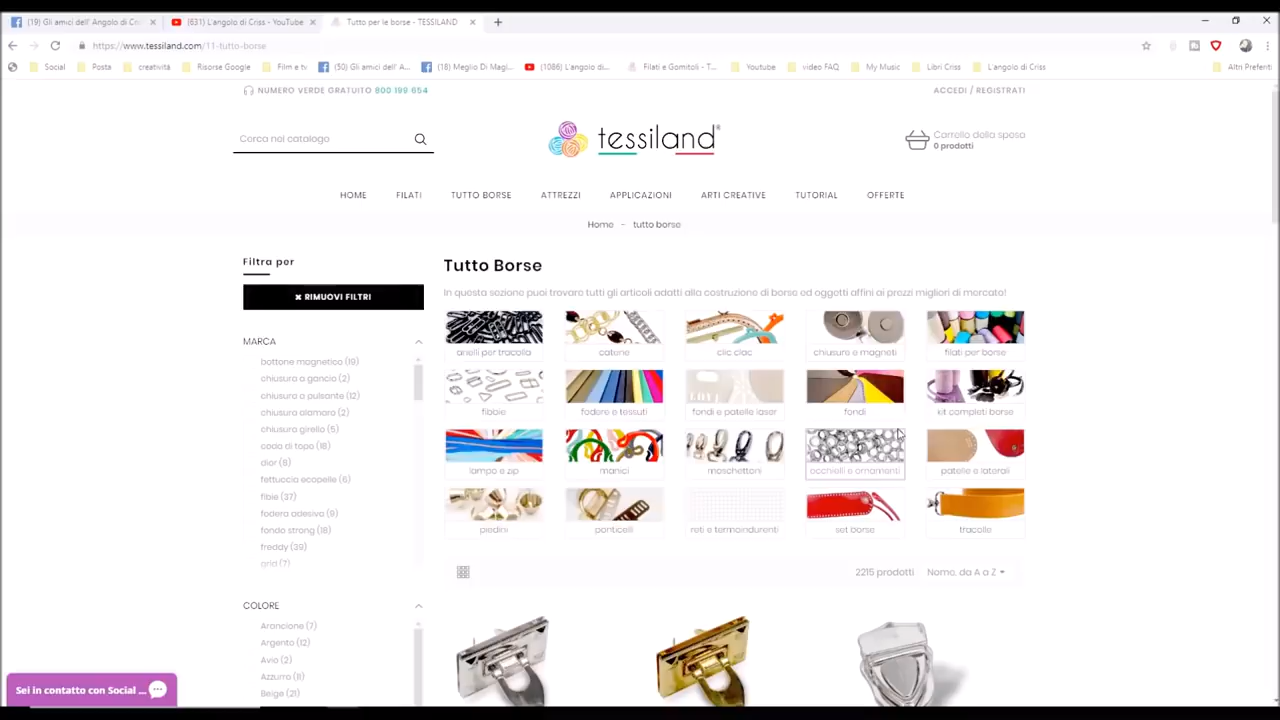 (19) Gli amici dell' Angolo di Cri
(631) L'angolo di Criss - YouTube
Tutto per le borse - TESSILAND
https://www.tessiland.com/11-tutto-borse
Social
Posta
creatività
Risorse Google
Film e t
(50) Gli amici dell' A...
(18) Meglio Di Magi...
(1086) L'angolo di...
Filati e Gomitoli - T...
Youtube
video FAQ
My Music
Libri Criss
L'angolo di Criss
Altri Preferiti
NUMERO VERDE GRATUITO 800 199 654
ACCEDI / REGISTRATI
Cerca nel catalogo
tessiland®
Carrello della spesa
0 prodotti
HOME
FILATI
TUTTO BORSE
ATTREZZI
APPLICAZIONI
ARTI CREATIVE
TUTORIAL
OFFERTE
Home - tutto borse
Filtra per
✖ RIMUOVI FILTRI
MARCA
bottone magnetico (19)
chiusura a gancio (2)
chiusura a pulsante (12)
chiusura alamaro (2)
chiusura girello (5)
coda di topo (18)
dior (8)
fettuccia ecopelle (6)
fibie (37)
fodera adesiva (9)
fondo strong (18)
freddy (39)
grid (7)
COLORE
Arancione (7)
Argento (12)
Avio (2)
Azzurro (11)
Beige (21)
Tutto Borse
In questa sezione puoi trovare tutti gli articoli adatti alla costruzione di borse ed oggetti affini ai prezzi migliori di mercato!
anelli per tracolla
catene
clic clac
chiusure e magneti
filati per borse
fibbie
fodere e tessuti
fondi e patelle laser
fondi
kit completi borse
lampo e zip
manici
moschettoni
occhielli e ornamenti
patelle e laterali
piedini
ponticelli
reti e termoindurenti
set borse
tracolle
2215 prodotti
Nome, da A a Z
Sei in contatto con Social ...